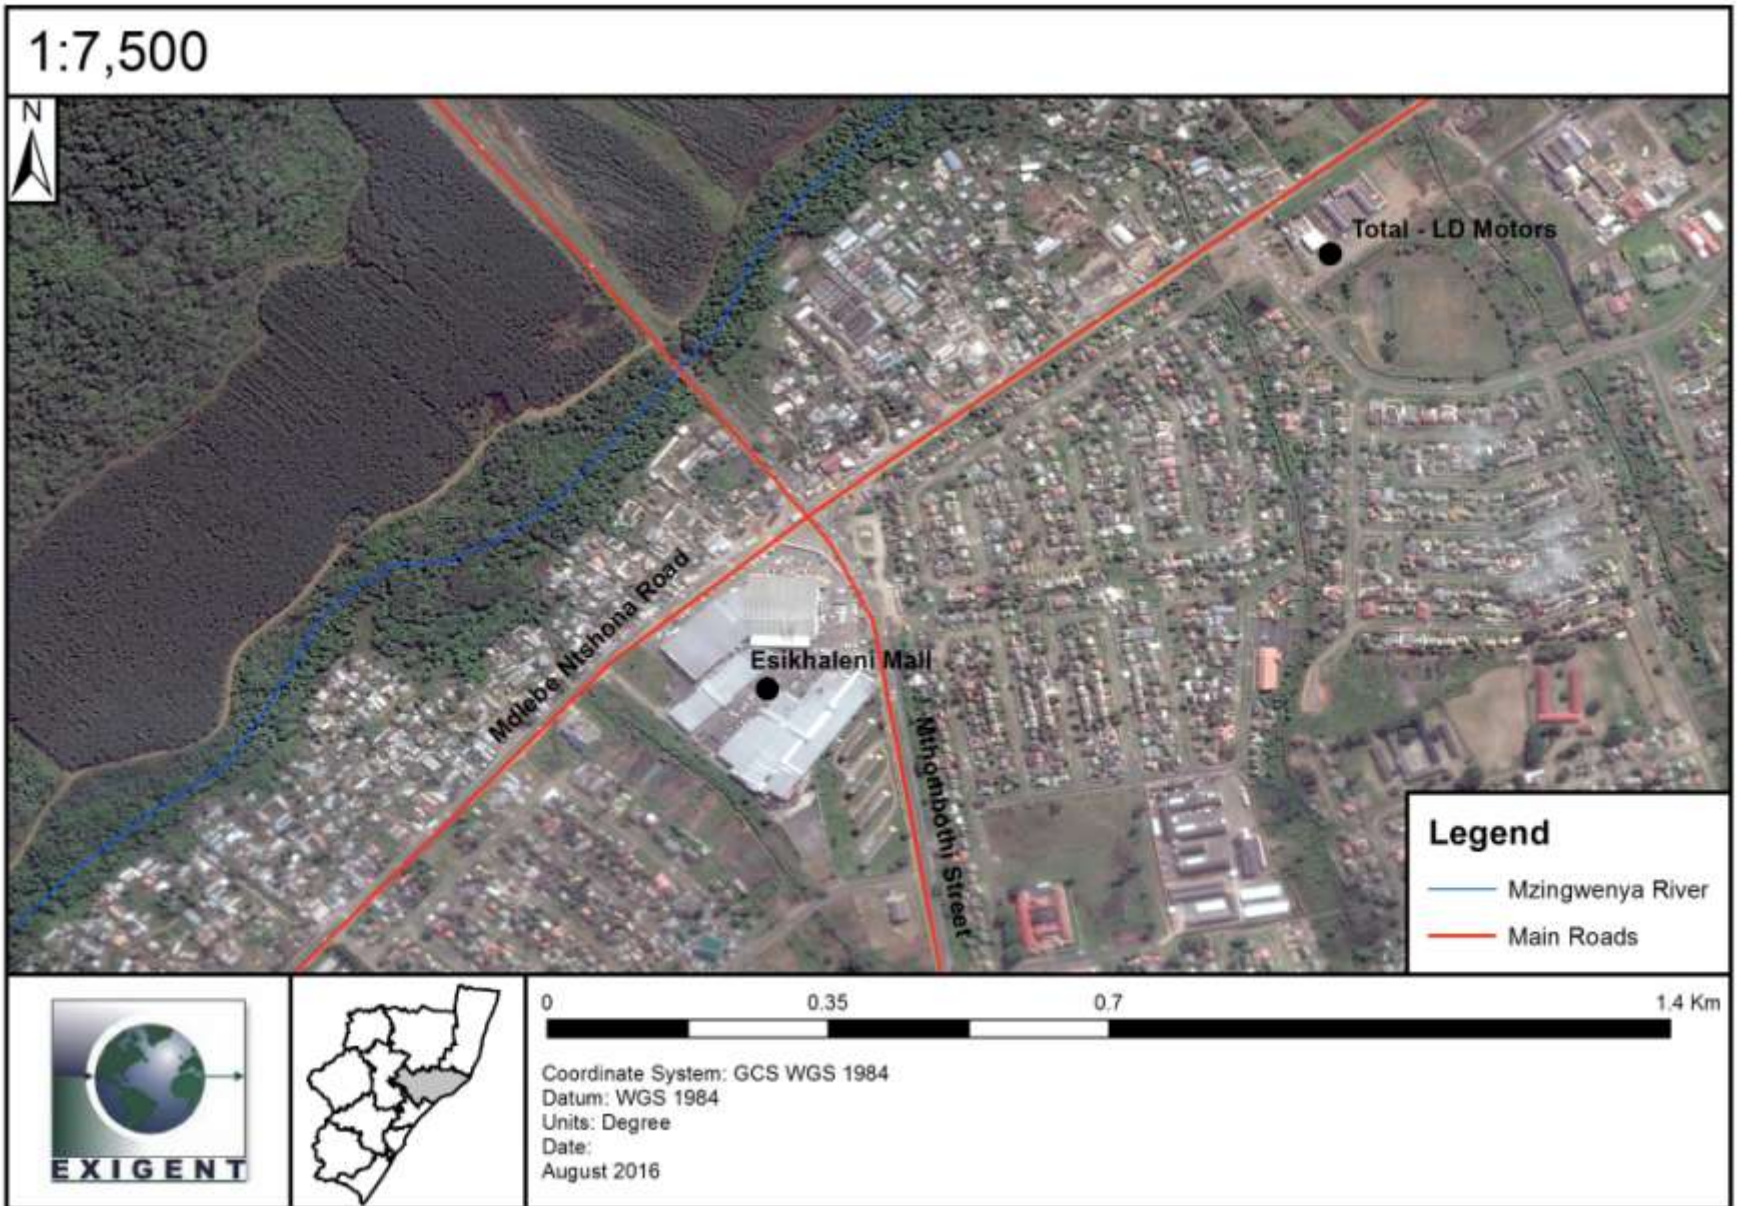 1:7,500
N
Total - LD Motors
Mdlebe Ntshona Road
Esikhaleni Mall
Mthombothi Street
Legend
Mzingwenya River
Main Roads
0 0.35 0.7 1.4 Km
Coordinate System: GCS WGS 1984
Datum: WGS 1984
Units: Degree
Date:
August 2016
EXIGENT